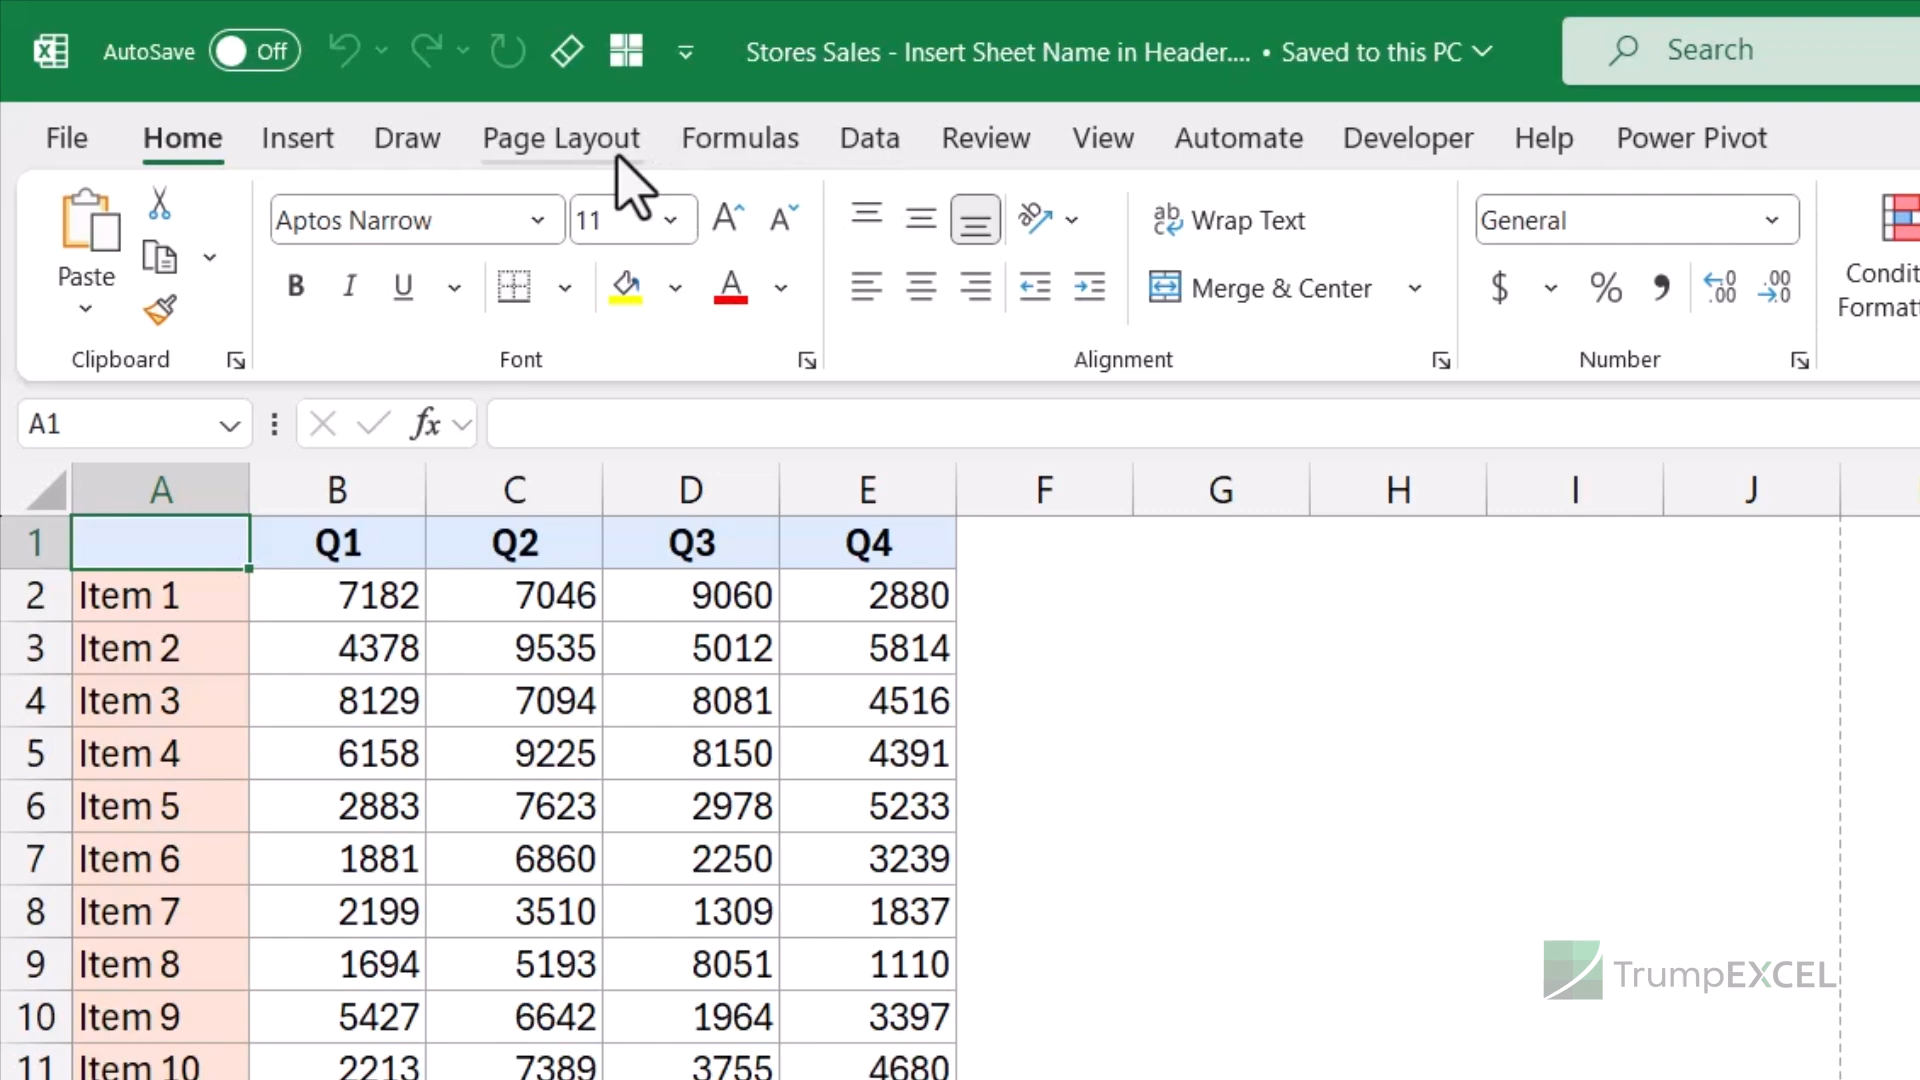 AutoSave Off Stores Sales - Insert Sheet Name in Header.... • Saved to this PC Search
File Home Insert Draw Page Layout Formulas Data Review View Automate Developer Help Power Pivot
Aptos Narrow 11 A A ab Wrap Text General
Paste B I U A Merge & Center $ % , .00 .00 .0
Condit
Format
Clipboard Font Alignment Number
A1 fx
A B C D E F G H I J
1 Q1 Q2 Q3 Q4
2 Item 1 7182 7046 9060 2880
3 Item 2 4378 9535 5012 5814
4 Item 3 8129 7094 8081 4516
5 Item 4 6158 9225 8150 4391
6 Item 5 2883 7623 2978 5233
7 Item 6 1881 6860 2250 3239
8 Item 7 2199 3510 1309 1837
9 Item 8 1694 5193 8051 1110
TrumpEXCEL
10 Item 9 5427 6642 1964 3397
11 Item 10 2213 7389 3755 4680